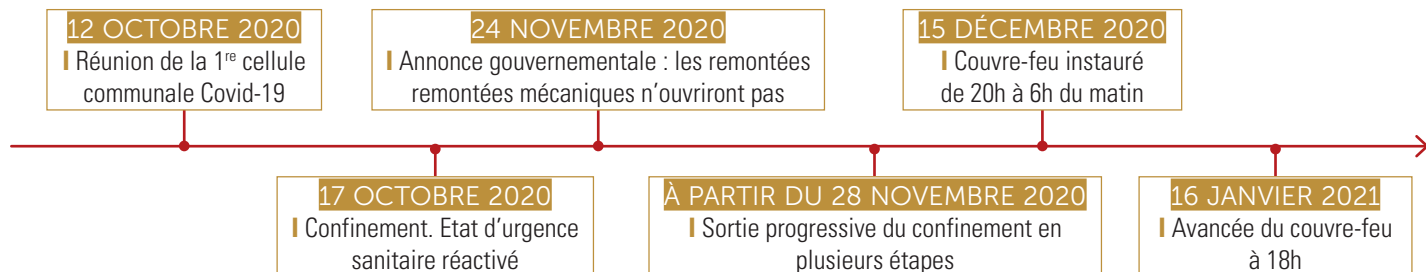 12 OCTOBRE 2020
Réunion de la 1re cellule
communale Covid-19
17 OCTOBRE 2020
Confinement. Etat d'urgence
sanitaire réactivé
24 NOVEMBRE 2020
Annonce gouvernementale : les remontées
remontées mécaniques n'ouvriront pas
À PARTIR DU 28 NOVEMBRE 2020
Sortie progressive du confinement en
plusieurs étapes
15 DÉCEMBRE 2020
Couvre-feu instauré
de 20h à 6h du matin
16 JANVIER 2021
Avancée du couvre-feu
à 18h